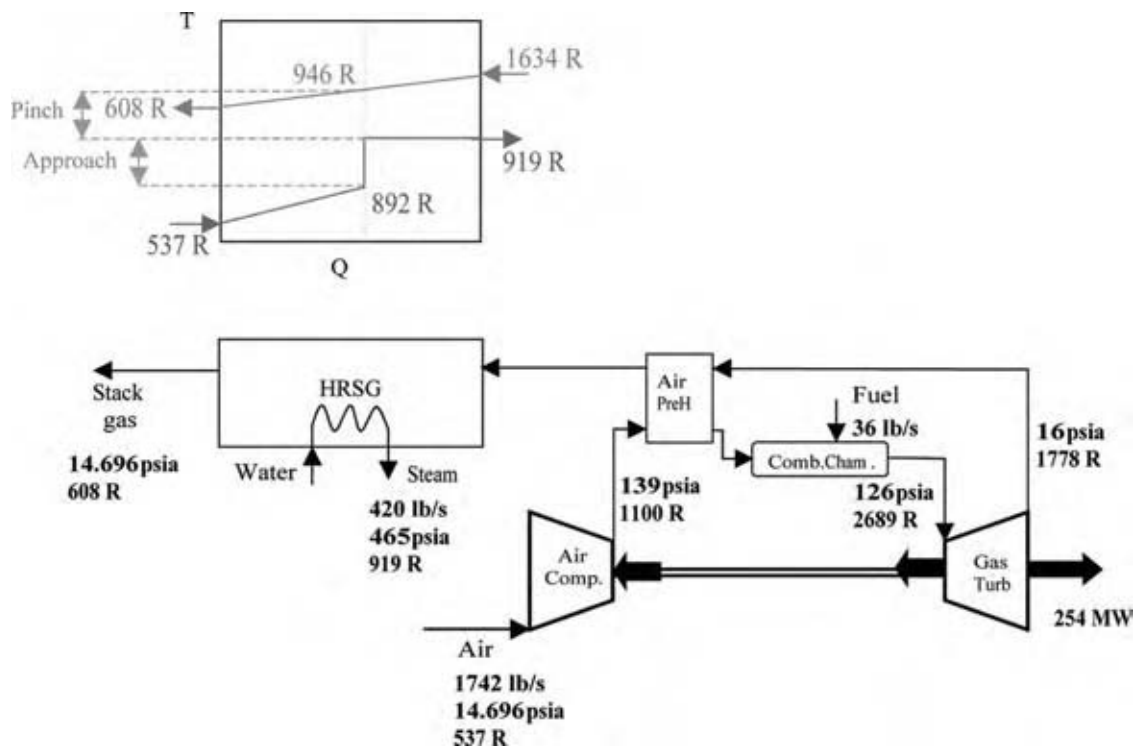 T
1634 R
946 R
608 R
Pinch
Approach
919 R
892 R
537 R
Q
HRSG
Air
PreH
Fuel
36 lb/s
Stack
gas
14.696psia
608 R
Water
Steam
420 lb/s
465psia
919 R
139psia
1100 R
Comb.Cham .
126psia
2689 R
16psia
1778 R
Air
Comp.
Gas
Turb
254 MW
Air
1742 lb/s
14.696psia
537 R